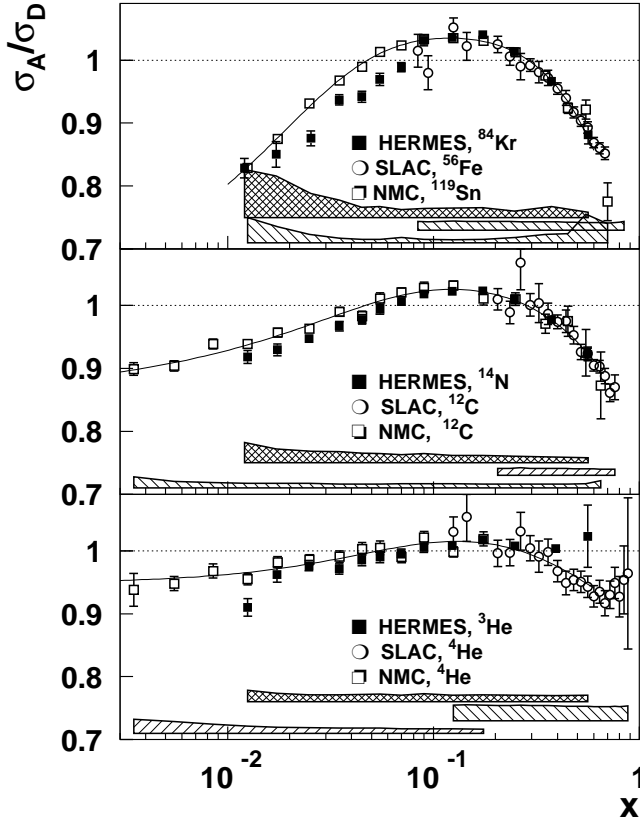 σ_A/σ_D
1
0.9
0.8
0.7
HERMES, ⁸⁴Kr
SLAC, ⁵⁶Fe
NMC, ¹¹⁹Sn
1
0.9
0.8
0.7
HERMES, ¹⁴N
SLAC, ¹²C
NMC, ¹²C
1
0.9
0.8
0.7
HERMES, ³He
SLAC, ⁴He
NMC, ⁴He
10⁻² 10⁻¹ 1
x